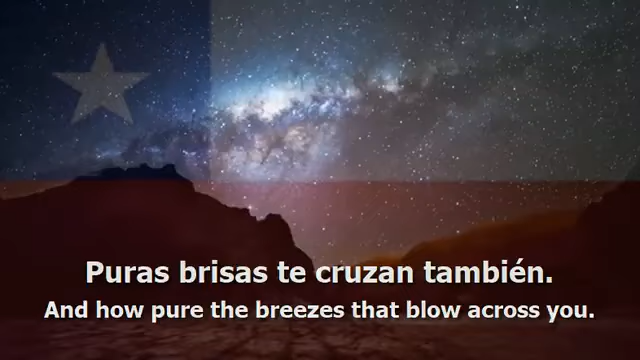 Puras brisas te cruzan también.
And how pure the breezes that blow across you.